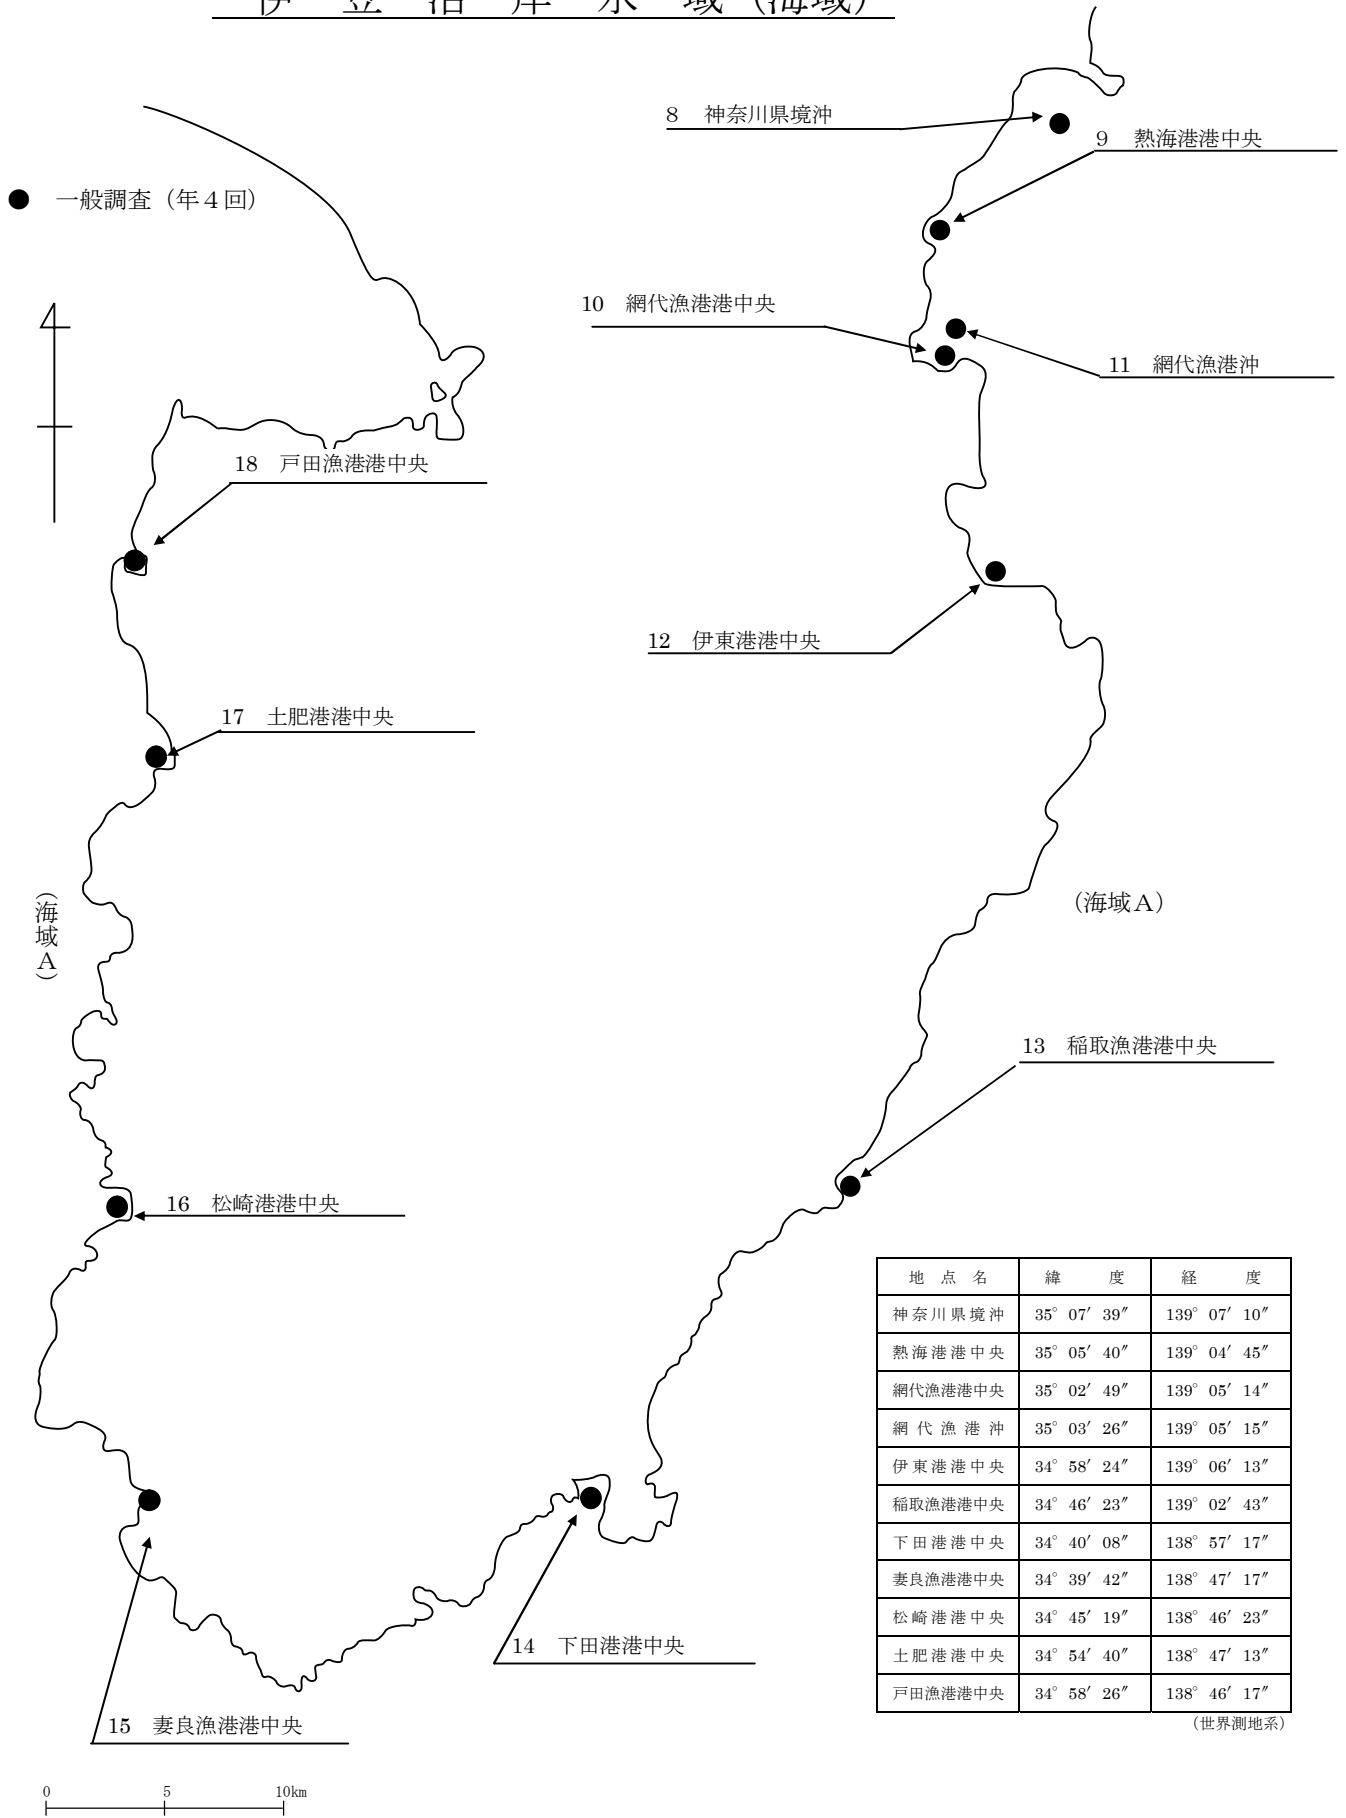 伊豆沿岸水域（海域）
8　神奈川県境沖
9　熱海港港中央
● 一般調査（年４回）
10　網代漁港港中央
11　網代漁港沖
18　戸田漁港港中央
12　伊東港港中央
17　土肥港港中央
（海域Ａ）
（海域Ａ）
13　稲取漁港港中央
16　松崎港港中央
地点名 緯度 経度
神奈川県境沖 35° 07′ 39″ 139° 07′ 10″
熱海港港中央 35° 05′ 40″ 139° 04′ 45″
網代漁港港中央 35° 02′ 49″ 139° 05′ 14″
網代漁港沖 35° 03′ 26″ 139° 05′ 15″
伊東港港中央 34° 58′ 24″ 139° 06′ 13″
稲取漁港港中央 34° 46′ 23″ 139° 02′ 43″
下田港港中央 34° 40′ 08″ 138° 57′ 17″
妻良漁港港中央 34° 39′ 42″ 138° 47′ 17″
松崎港港中央 34° 45′ 19″ 138° 46′ 23″
土肥港港中央 34° 54′ 40″ 138° 47′ 13″
戸田漁港港中央 34° 58′ 26″ 138° 46′ 17″
（世界測地系）
14　下田港港中央
15　妻良漁港港中央
0 5 10km